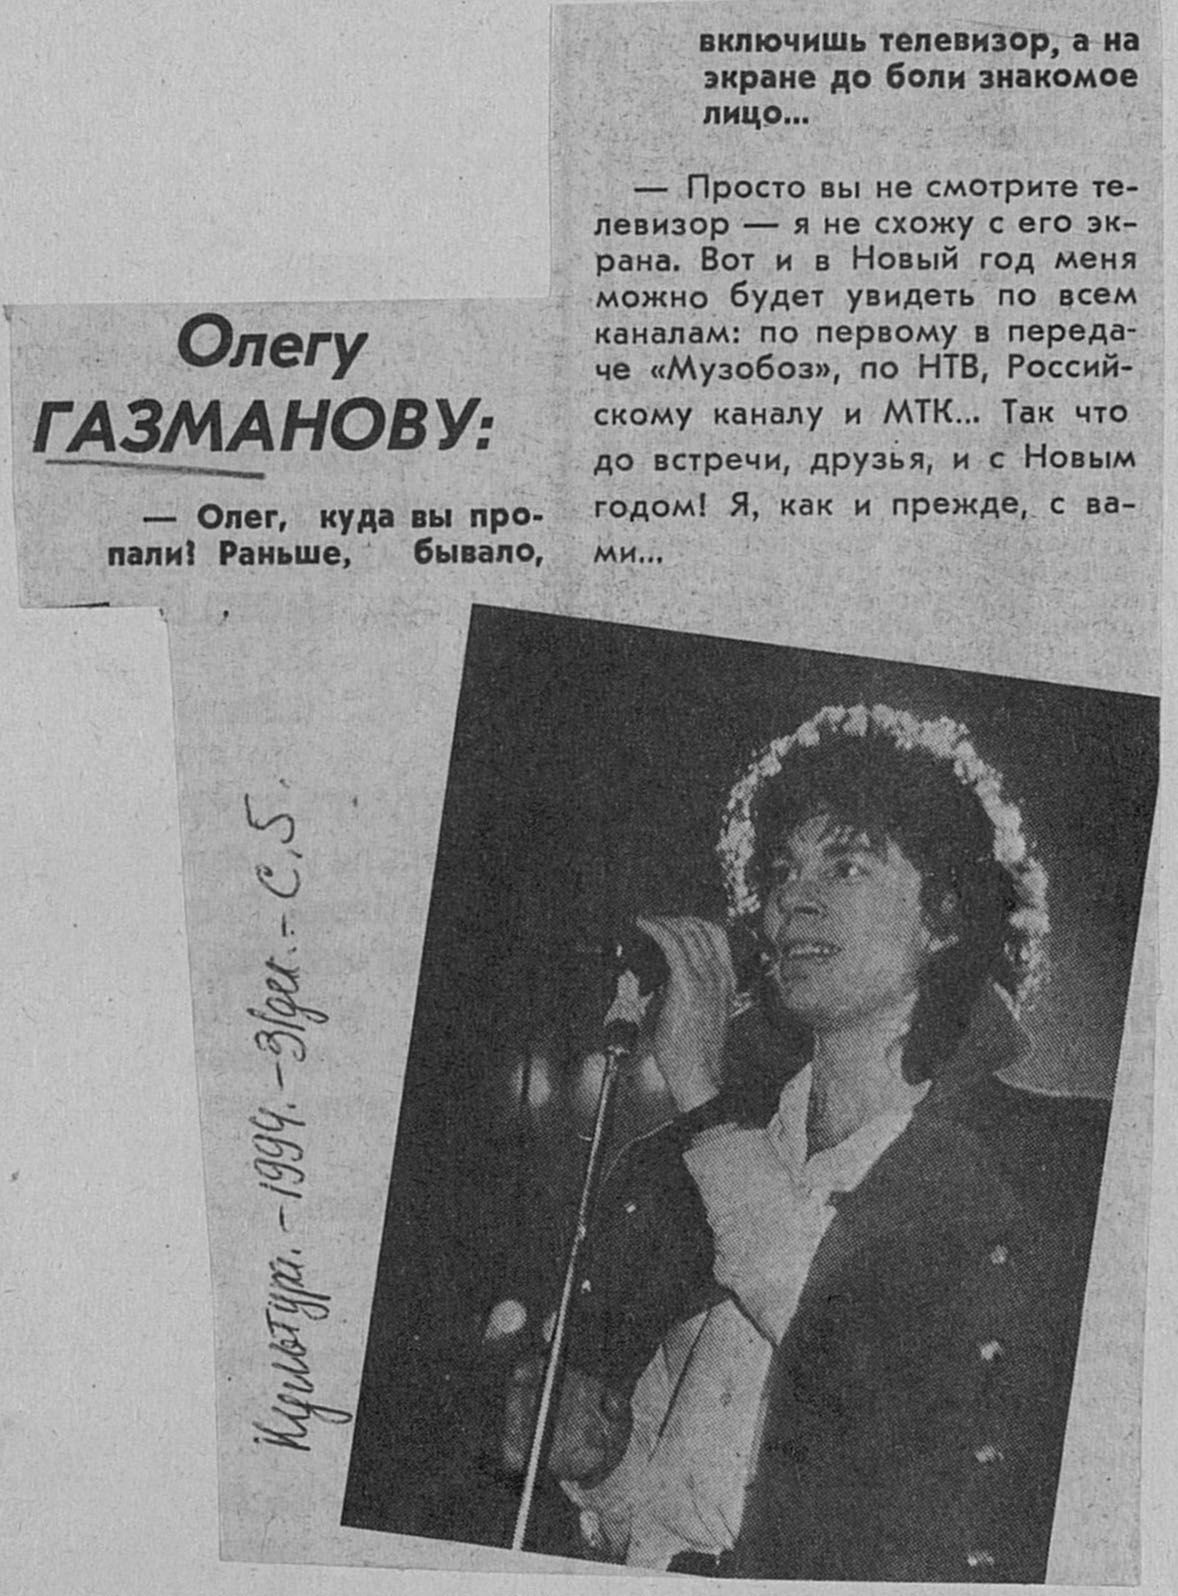 Олегу
ГАЗМАНОВУ:
— Олег, куда вы про-
пали? Раньше, бывало,
включишь телевизор, а на
экране до боли знакомое
лицо...
— Просто вы не смотрите те-
левизор — я не схожу с его эк-
рана. Вот и в Новый год меня
можно будет увидеть по всем
каналам: по первому в переда-
че «Музобоз», по НТВ, Россий-
скому каналу и МТК... Так что
до встречи, друзья, и с Новым
годом! Я, как и прежде, с ва-
ми...
Культура. – 1994. – 31 дек. – С. 5.